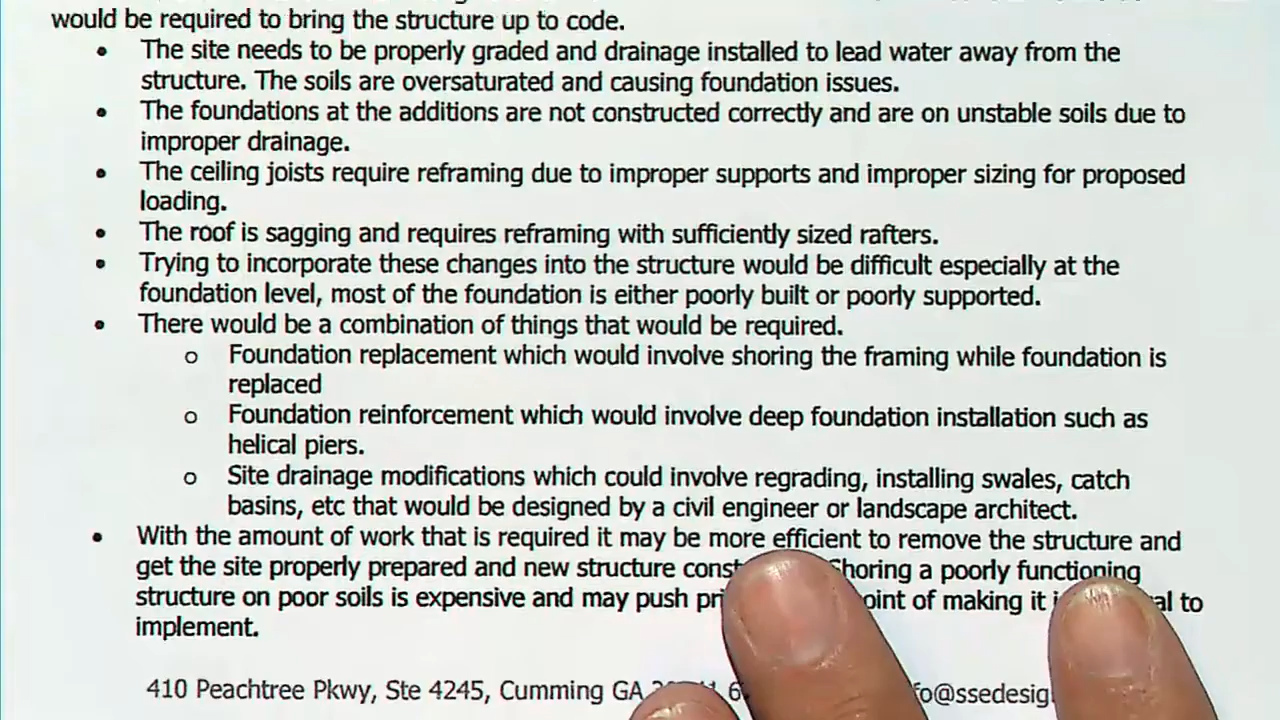 would be required to bring the structure up to code.
• The site needs to be properly graded and drainage installed to lead water away from the
structure. The soils are oversaturated and causing foundation issues.
• The foundations at the additions are not constructed correctly and are on unstable soils due to
improper drainage.
• The ceiling joists require reframing due to improper supports and improper sizing for proposed
loading.
• The roof is sagging and requires reframing with sufficiently sized rafters.
• Trying to incorporate these changes into the structure would be difficult especially at the
foundation level, most of the foundation is either poorly built or poorly supported.
• There would be a combination of things that would be required.
o Foundation replacement which would involve shoring the framing while foundation is
replaced
o Foundation reinforcement which would involve deep foundation installation such as
helical piers.
o Site drainage modifications which could involve regrading, installing swales, catch
basins, etc that would be designed by a civil engineer or landscape architect.
• With the amount of work that is required it may be more efficient to remove the structure and
get the site properly prepared and new structure Shoring a poorly functioning
structure on poor soils is expensive and may push of making it to
implement.
410 Peachtree Pkwy, Ste 4245, Cumming GA